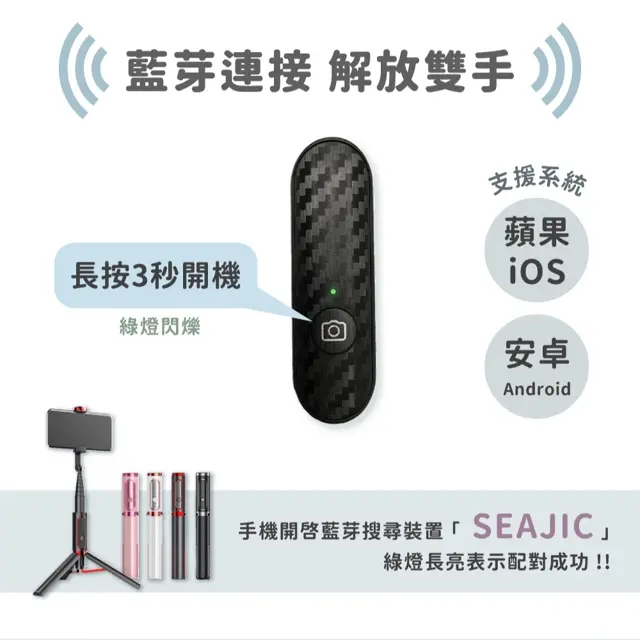 藍芽連接 解放雙手
支援系統
蘋果
iOS
長按3秒開機
綠燈閃爍
安卓
Android
手機開啓藍芽搜尋裝置「 SEAJIC 」
綠燈長亮表示配對成功 !!